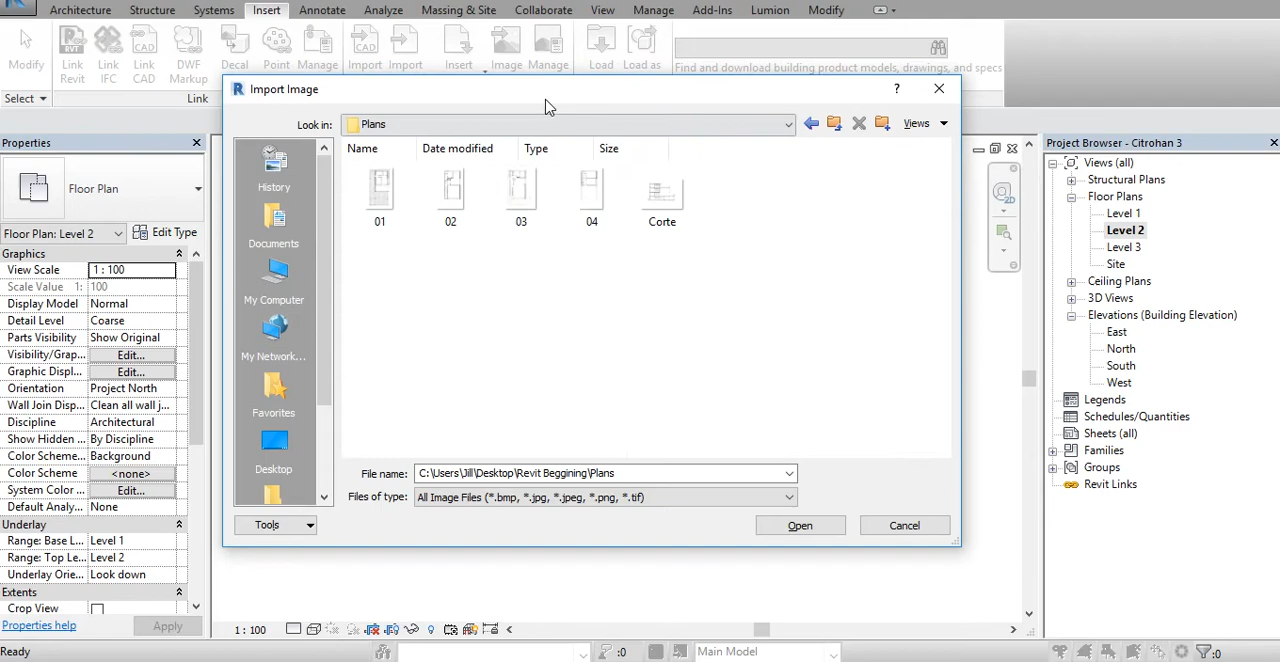 Architecture Structure Systems Insert Annotate Analyze Massing & Site Collaborate View Manage Add-Ins Lumion Modify
Modify
Link Revit
Link IFC
Link CAD
DWF Markup
Decal
Point
Manage
Import
Import
Insert
Image
Manage
Load
Load as
Find and download building product models, drawings, and specs
Select
Link
Import Image
?
Look in:
Plans
Views
Name Date modified Type Size
History
Documents
My Computer
My Network...
Favorites
Desktop
01
02
03
04
Corte
File name:
C:\Users\Jill\Desktop\Revit Beggining\Plans
Files of type:
All Image Files (*.bmp, *.jpg, *.jpeg, *.png, *.tif)
Tools
Open
Cancel
Properties
Floor Plan
Floor Plan: Level 2
Edit Type
Graphics
View Scale 1 : 100
Scale Value 1: 100
Display Model Normal
Detail Level Coarse
Parts Visibility Show Original
Visibility/Grap... Edit...
Graphic Displ... Edit...
Orientation Project North
Wall Join Disp... Clean all wall j...
Discipline Architectural
Show Hidden ... By Discipline
Color Scheme ... Background
Color Scheme <none>
System Color ... Edit...
Default Analy... None
Underlay
Range: Base L... Level 1
Range: Top Le... Level 2
Underlay Orie... Look down
Extents
Crop View
Properties help
Apply
2D
Project Browser - Citrohan 3
Views (all)
Structural Plans
Floor Plans
Level 1
Level 2
Level 3
Site
Ceiling Plans
3D Views
Elevations (Building Elevation)
East
North
South
West
Legends
Schedules/Quantities
Sheets (all)
Families
Groups
Revit Links
1 : 100
Ready
:0
Main Model
:0